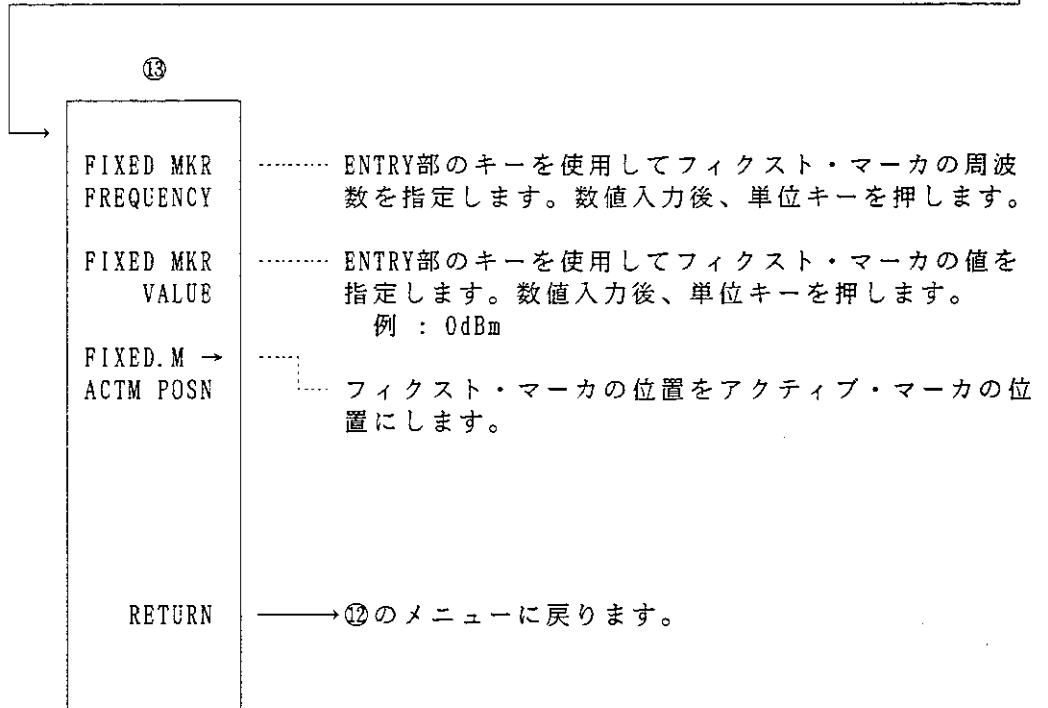 ⑬
FIXED MKR ……… ENTRY部のキーを使用してフィクスト・マーカの周波
FREQUENCY 数を指定します。数値入力後、単位キーを押します。
FIXED MKR ……… ENTRY部のキーを使用してフィクスト・マーカの値を
VALUE 指定します。数値入力後、単位キーを押します。
例 : 0dBm
FIXED.M →
ACTM POSN フィクスト・マーカの位置をアクティブ・マーカの位
置にします。
RETURN ⟶ ⑫のメニューに戻ります。